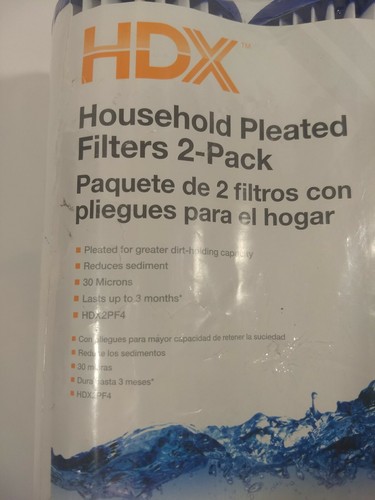 HDX™
Household Pleated
Filters 2-Pack
Paquete de 2 filtros con
pliegues para el hogar
Pleated for greater dirt-holding capacity
Reduces sediment
30 Microns
Lasts up to 3 months*
HDX2PF4
Con pliegues para mayor capacidad de retener la suciedad
Reduce los sedimentos
30 micras
Dura hasta 3 meses*
HDX2PF4